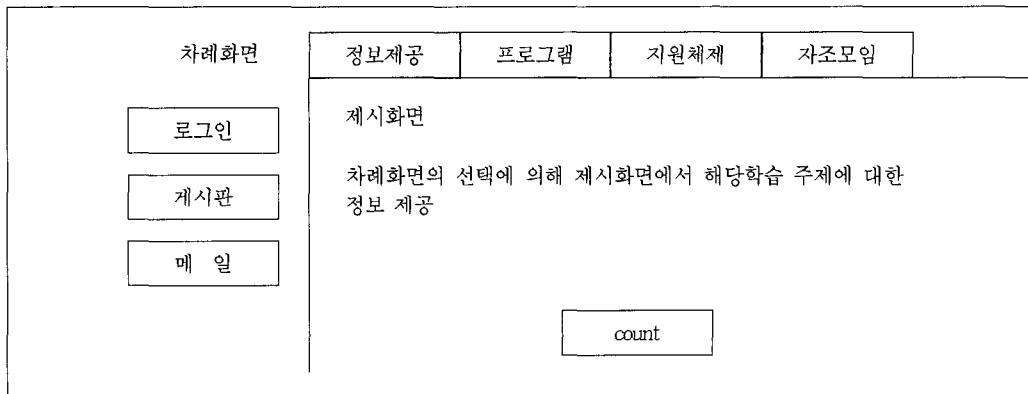 차례화면
정보제공 프로그램 지원체제 자조모임
로그인
게시판
메 일
제시화면
차례화면의 선택에 의해 제시화면에서 해당학습 주제에 대한
정보 제공
count